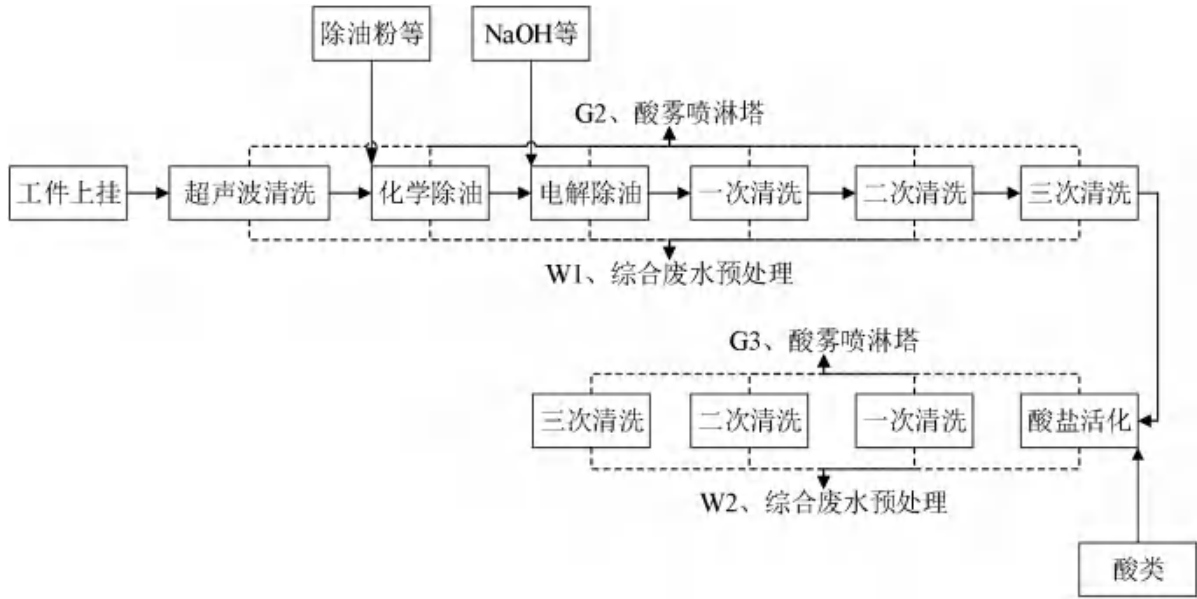 除油粉等
NaOH等
G2、酸雾喷淋塔
工件上挂
超声波清洗
化学除油
电解除油
一次清洗
二次清洗
三次清洗
W1、综合废水预处理
G3、酸雾喷淋塔
三次清洗
二次清洗
一次清洗
酸盐活化
W2、综合废水预处理
酸类